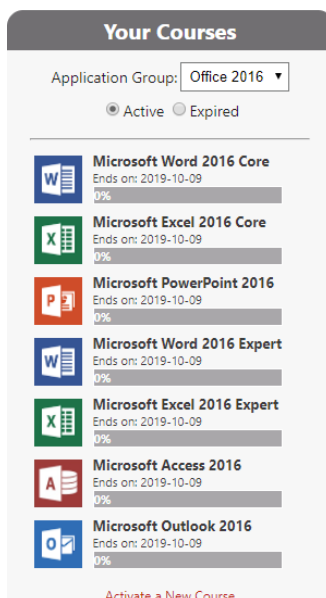 Your Courses
Application Group: Office 2016
Active Expired
Microsoft Word 2016 Core
Ends on: 2019-10-09
0%
Microsoft Excel 2016 Core
Ends on: 2019-10-09
0%
Microsoft PowerPoint 2016
Ends on: 2019-10-09
0%
Microsoft Word 2016 Expert
Ends on: 2019-10-09
0%
Microsoft Excel 2016 Expert
Ends on: 2019-10-09
0%
Microsoft Access 2016
Ends on: 2019-10-09
0%
Microsoft Outlook 2016
Ends on: 2019-10-09
0%
Activate a New Course